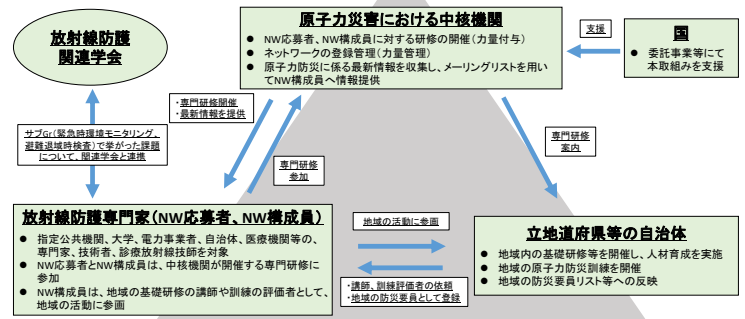 放射線防護
関連学会
原子力災害における中核機関
● NW応募者、NW構成員に対する研修の開催（力量付与）
● ネットワークの登録管理（力量管理）
● 原子力防災に係る最新情報を収集し、メーリングリストを用い
てNW構成員へ情報提供
支援
国
● 委託事業等にて
本取組みを支援
・専門研修開催
・最新情報を提供
サブGr（緊急時環境モニタリング、
避難退域時検査）で挙がった課題
について、関連学会と連携
専門研修
参加
専門研修
案内
放射線防護専門家（NW応募者、NW構成員）
● 指定公共機関、大学、電力事業者、自治体、医療機関等の、
専門家、技術者、診療放射線技師を対象
● NW応募者とNW構成員は、中核機関が開催する専門研修に
参加
● NW構成員は、地域の基礎研修の講師や訓練の評価者として、
地域の活動に参画
地域の活動に参画
・講師、訓練評価者の依頼
・地域の防災要員として登録
立地道府県等の自治体
● 地域内の基礎研修等を開催し、人材育成を実施
● 地域の原子力防災訓練を開催
● 地域の防災要員リスト等への反映